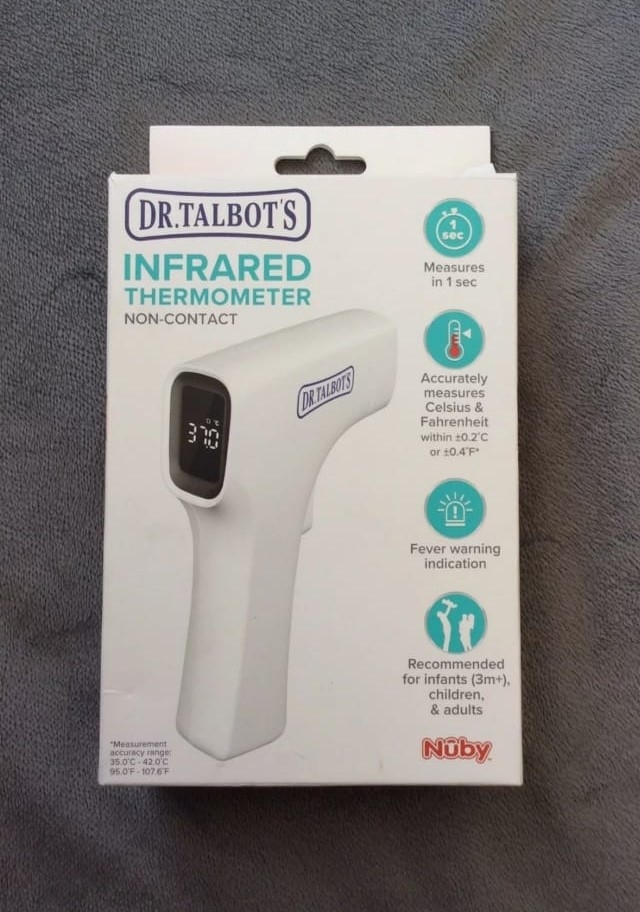 DR.TALBOT'S
INFRARED
THERMOMETER
NON-CONTACT
DR.TALBOT'S
°C
37.0
1
sec
Measures
in 1 sec
Accurately
measures
Celsius &
Fahrenheit
within ±0.2°C
or ±0.4°F*
Fever warning
indication
Recommended
for infants (3m+),
children,
& adults
*Measurement
accuracy range:
35.0°C - 42.0°C
95.0°F - 107.6°F
Nûby